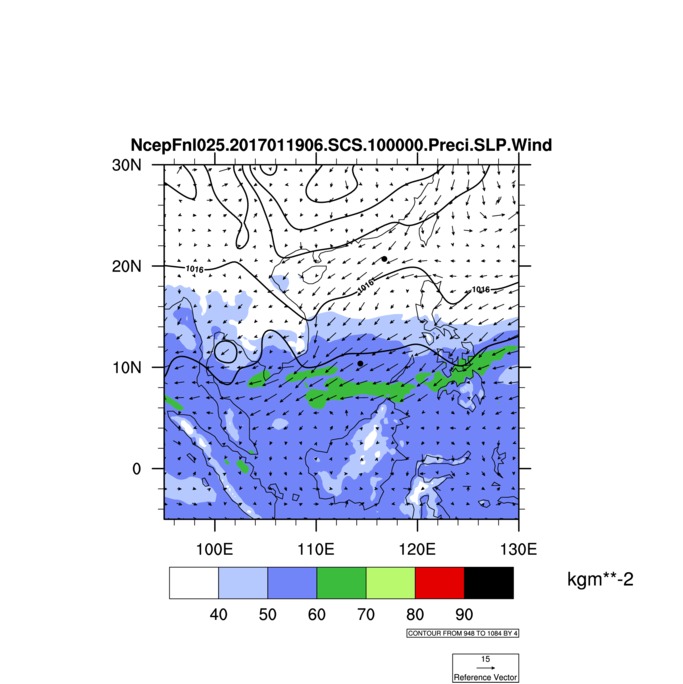 NcepFnl025.2017011906.SCS.100000.Preci.SLP.Wind
30N
20N
10N
0
1016
1016
1016
100E
110E
120E
130E
kgm**-2
40
50
60
70
80
90
CONTOUR FROM 948 TO 1084 BY 4
15
Reference Vector